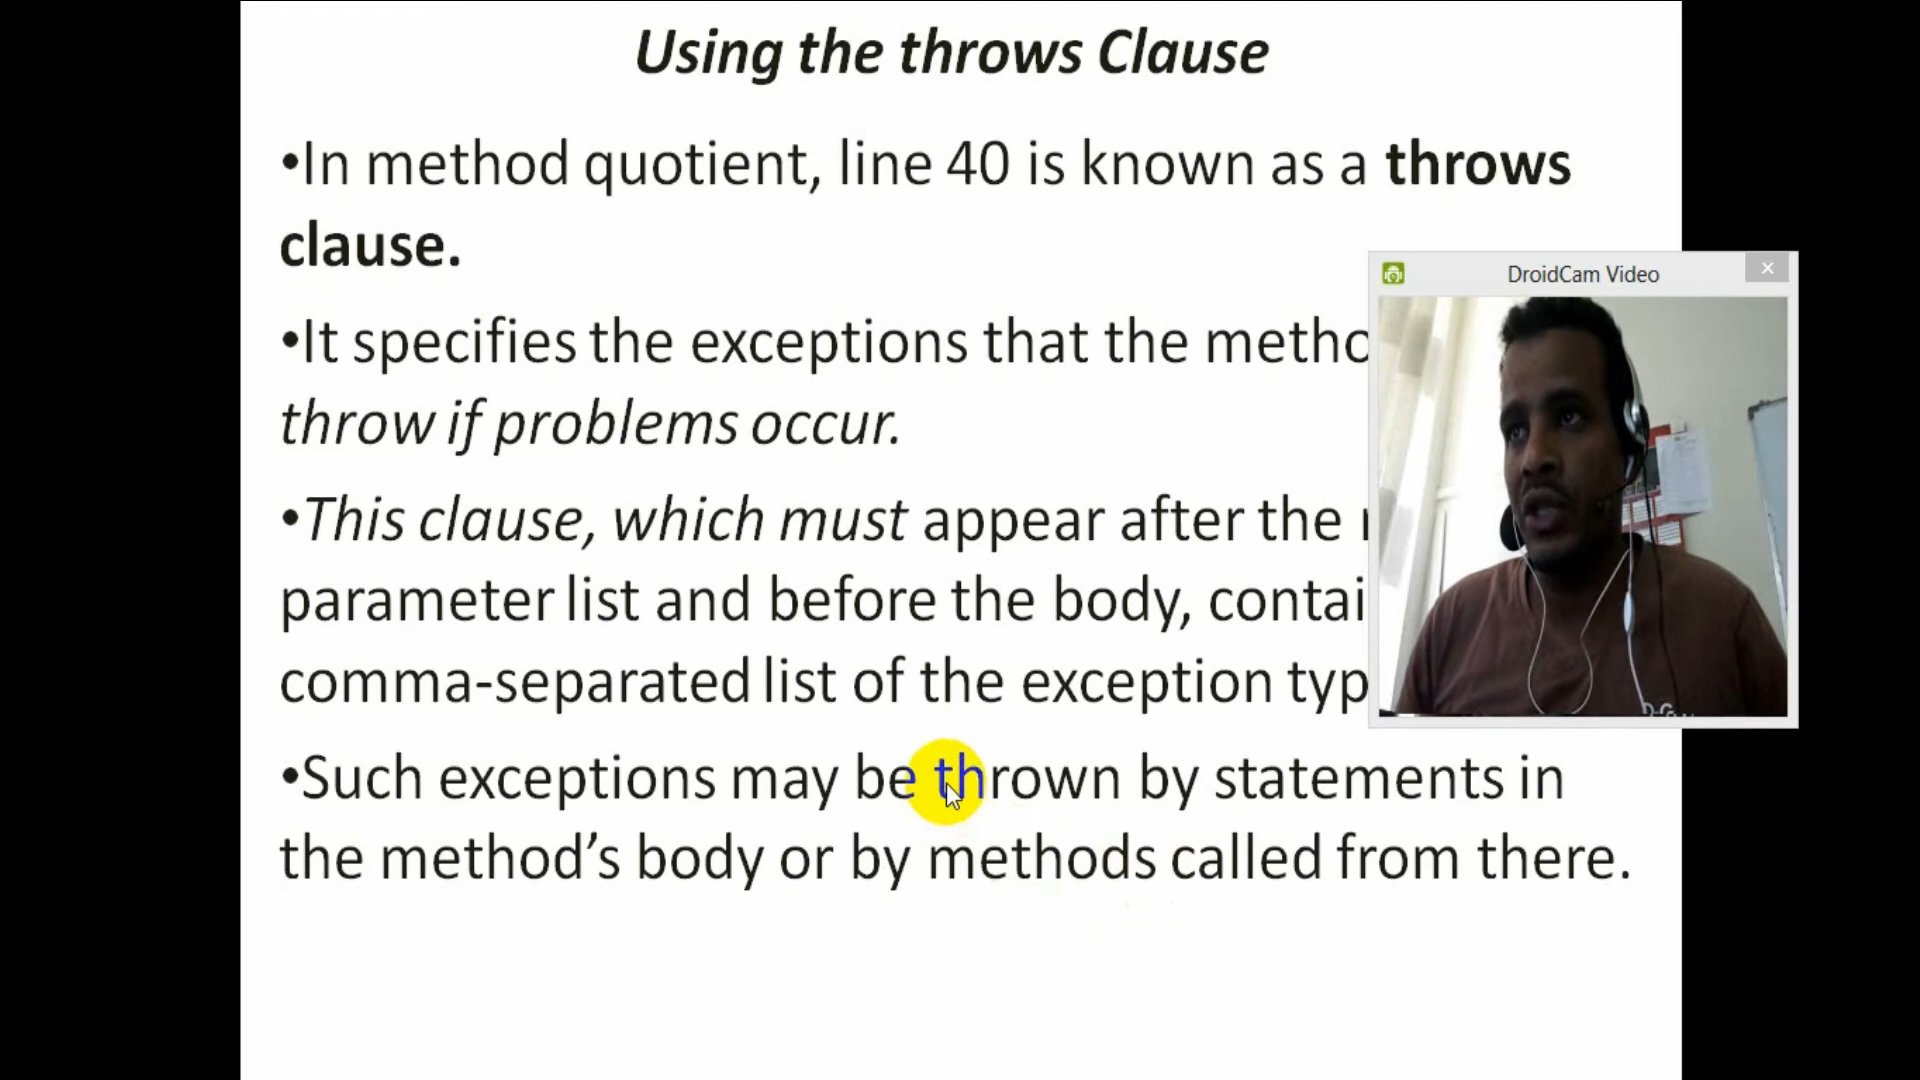 Using the throws Clause
•In method quotient, line 40 is known as a throws
clause.
•It specifies the exceptions that the
throw if problems occur.
•This clause, which must appear after the
parameter list and before the body,
comma-separated list of the exception
•Such exceptions may be thrown by statements in
the method’s body or by methods called from there.
DroidCam Video